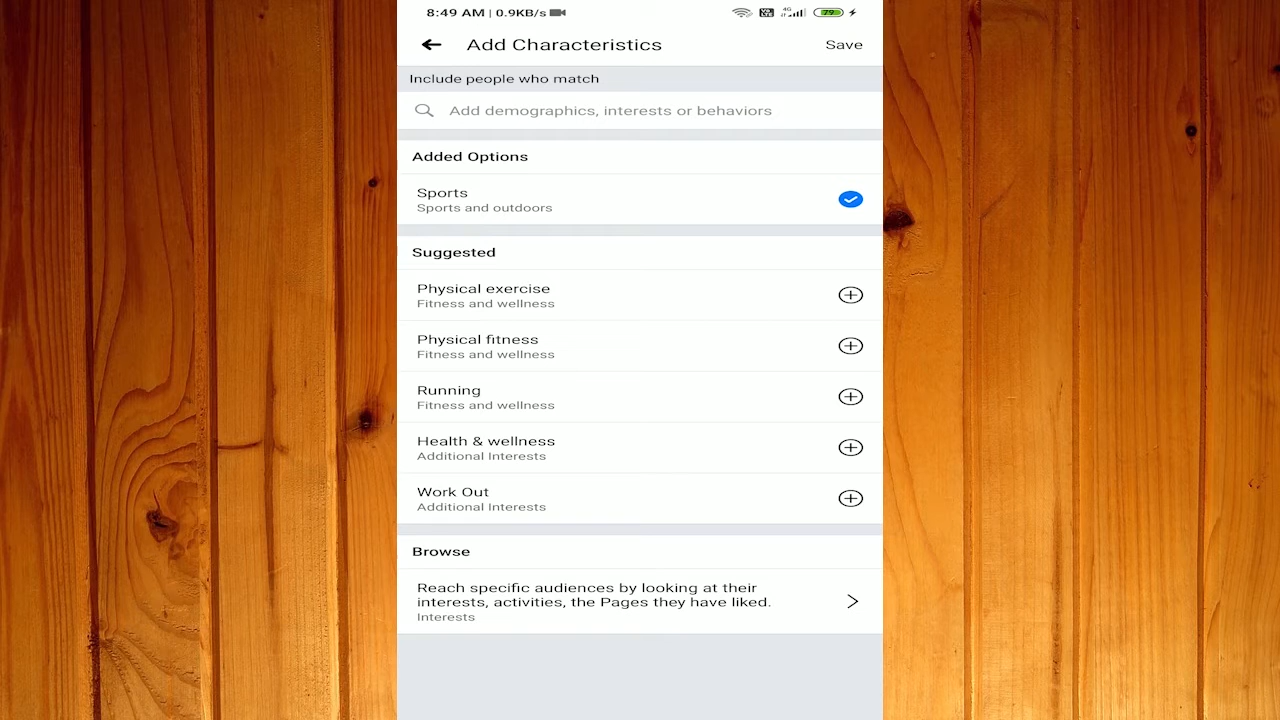 8:49 AM | 0.9KB/s
4G
79
Add Characteristics
Save
Include people who match
Add demographics, interests or behaviors
Added Options
Sports
Sports and outdoors
Suggested
Physical exercise
Fitness and wellness
Physical fitness
Fitness and wellness
Running
Fitness and wellness
Health & wellness
Additional Interests
Work Out
Additional Interests
Browse
Reach specific audiences by looking at their
interests, activities, the Pages they have liked.
Interests